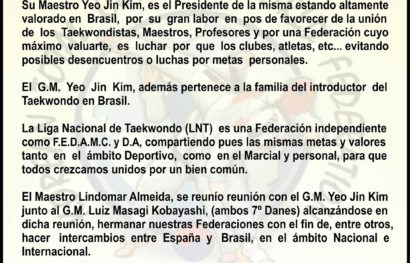 Su Maestro Yeo Jin Kim, es el Presidente de la misma estando altamente
valorado en Brasil, por su gran labor en pos de favorecer de la unión
de los Taekwondistas, Maestros, Profesores y por una Federación cuyo
máximo valuarte, es luchar por que los clubes, atletas, etc... evitando
posibles desencuentros o luchas por metas personales.
El G.M. Yeo Jin Kim, además pertenece a la familia del introductor del
Taekwondo en Brasil.
La Liga Nacional de Taekwondo (LNT) es una Federación independiente
como F.E.D.A.M.C. y D.A, compartiendo pues las mismas metas y valores
tanto en el ámbito Deportivo, como en el Marcial y personal, para que
todos crezcamos unidos por un bien común.
El Maestro Lindomar Almeida, se reunío reunión con el G.M. Yeo Jin Kim
junto al G.M. Luiz Masagi Kobayashi, (ambos 7º Danes) alcanzándose en
dicha reunión, hermanar nuestras Federaciones con el fin de, entre otros,
hacer intercambios entre España y Brasil, en el ámbito Nacional e
Internacional.